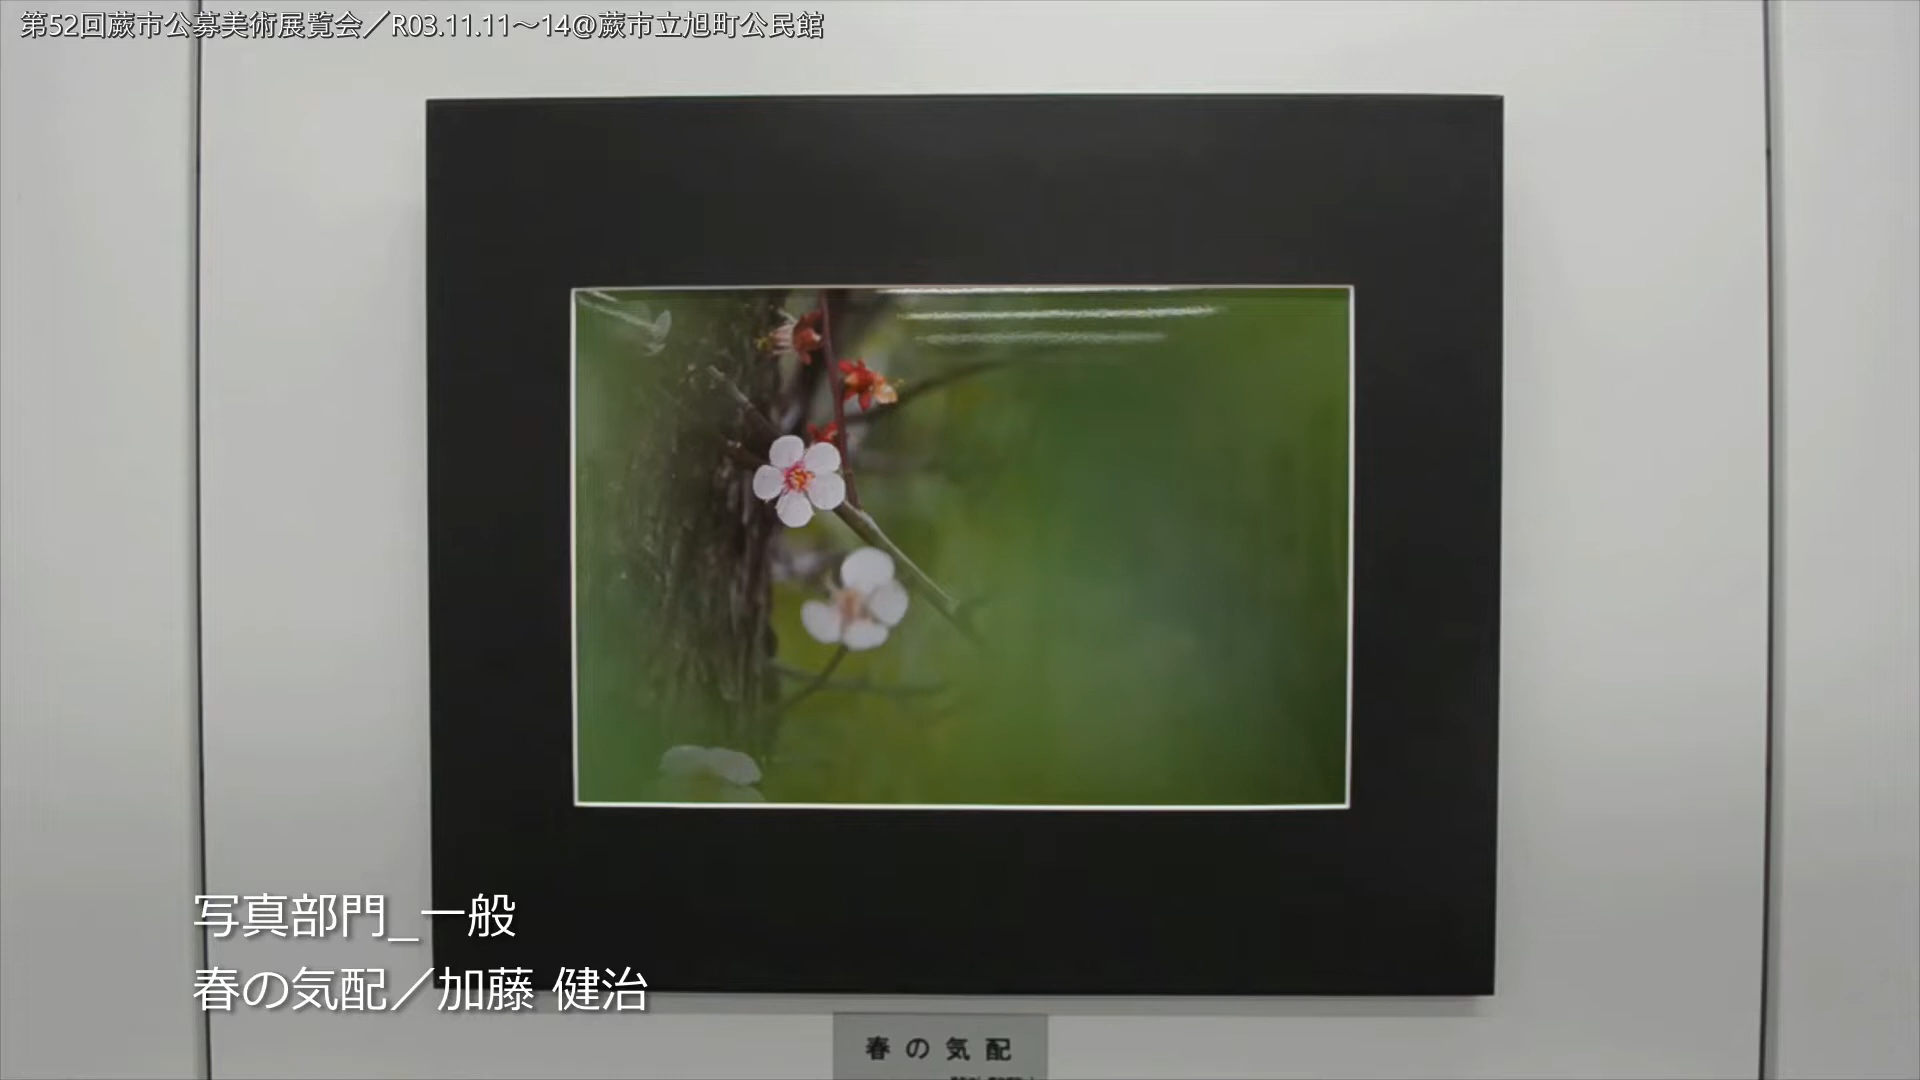 第52回蕨市公募美術展覧会／R03.11.11～14@蕨市立旭町公民館
写真部門_一般
春の気配／加藤 健治
春の気配